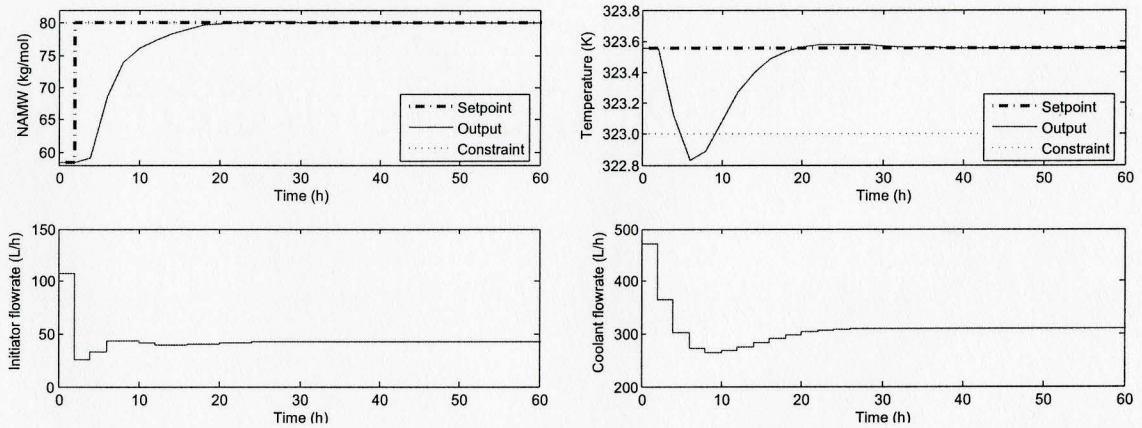 NAMW (kg/mol)
80
75
70
65
60
Setpoint
Output
Constraint
0 10 20 30 40 50 60
Time (h)
Temperature (K)
323.8
323.6
323.4
323.2
323.0
322.8
Setpoint
Output
Constraint
0 10 20 30 40 50 60
Time (h)
Initiator flowrate (L/h)
150
100
50
0
0 10 20 30 40 50 60
Time (h)
Coolant flowrate (L/h)
500
400
300
200
0 10 20 30 40 50 60
Time (h)